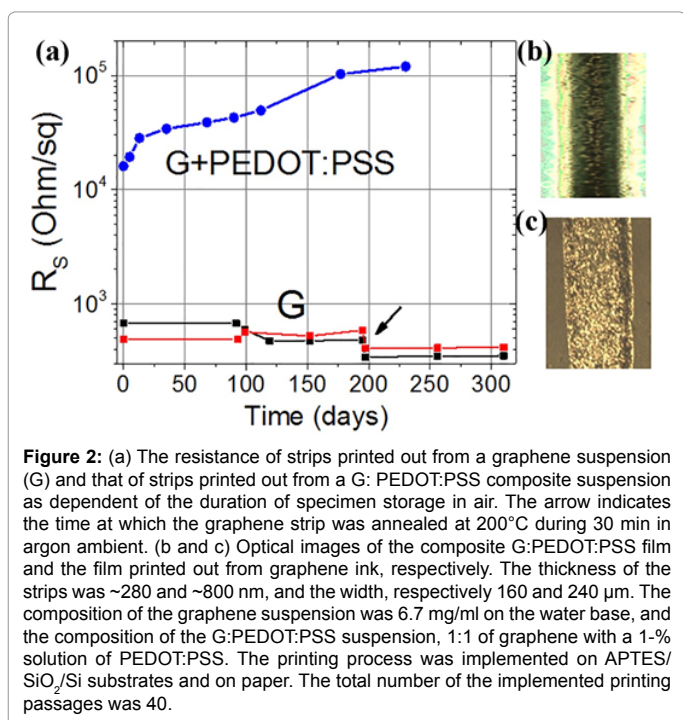 (a)
(b)
10⁵
G+PEDOT:PSS
10⁴
R_S (Ohm/sq)
(c)
G
10³
0 50 100 150 200 250 300
Time (days)
Figure 2: (a) The resistance of strips printed out from a graphene suspension
(G) and that of strips printed out from a G: PEDOT:PSS composite suspension
as dependent of the duration of specimen storage in air. The arrow indicates
the time at which the graphene strip was annealed at 200°C during 30 min in
argon ambient. (b and c) Optical images of the composite G:PEDOT:PSS film
and the film printed out from graphene ink, respectively. The thickness of the
strips was ~280 and ~800 nm, and the width, respectively 160 and 240 µm. The
composition of the graphene suspension was 6.7 mg/ml on the water base, and
the composition of the G:PEDOT:PSS suspension, 1:1 of graphene with a 1-%
solution of PEDOT:PSS. The printing process was implemented on APTES/
SiO₂/Si substrates and on paper. The total number of the implemented printing
passages was 40.